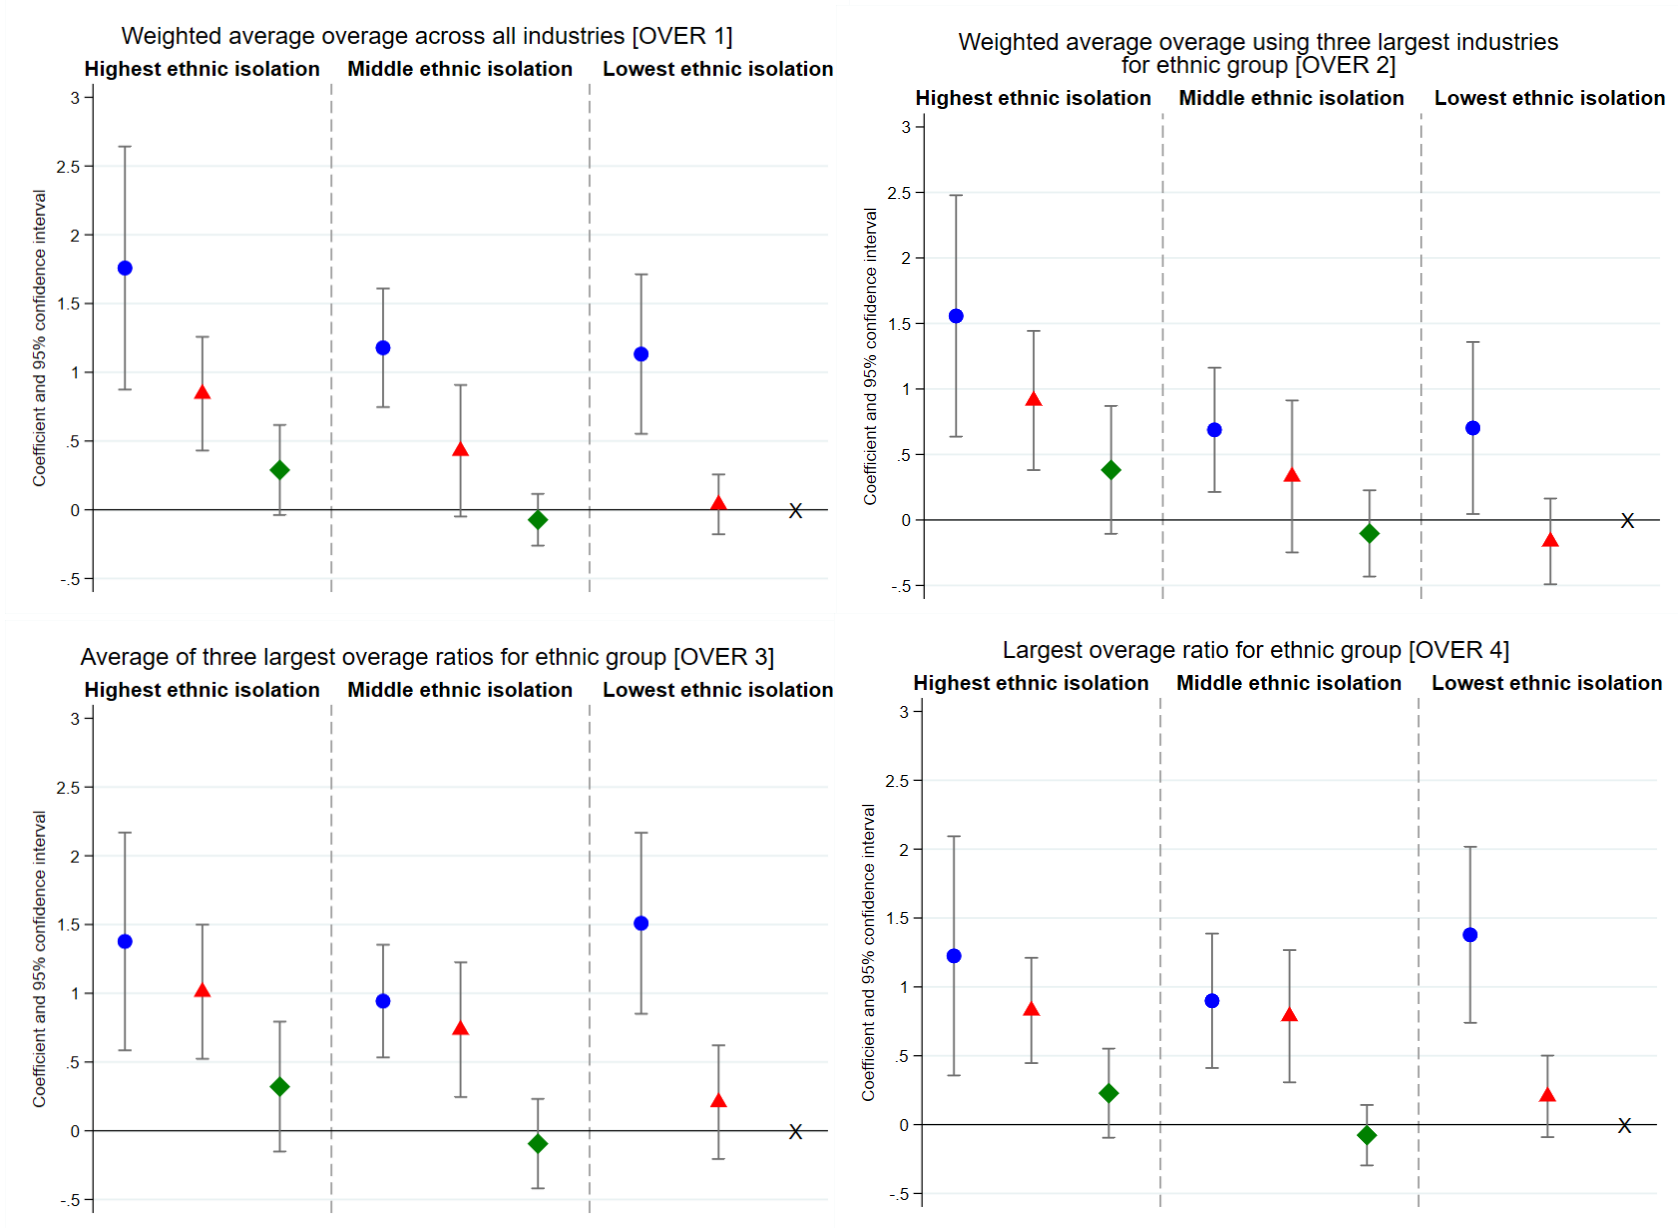 Weighted average overage across all industries [OVER 1]
Highest ethnic isolation Middle ethnic isolation Lowest ethnic isolation
Coefficient and 95% confidence interval
3
2.5
2
1.5
1
.5
0
-.5
X
Weighted average overage using three largest industries
for ethnic group [OVER 2]
Highest ethnic isolation Middle ethnic isolation Lowest ethnic isolation
Coefficient and 95% confidence interval
3
2.5
2
1.5
1
.5
0
-.5
X
Average of three largest overage ratios for ethnic group [OVER 3]
Highest ethnic isolation Middle ethnic isolation Lowest ethnic isolation
Coefficient and 95% confidence interval
3
2.5
2
1.5
1
.5
0
-.5
X
Largest overage ratio for ethnic group [OVER 4]
Highest ethnic isolation Middle ethnic isolation Lowest ethnic isolation
Coefficient and 95% confidence interval
3
2.5
2
1.5
1
.5
0
-.5
X